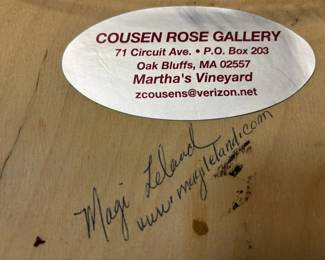 COUSEN ROSE GALLERY
71 Circuit Ave. • P.O. Box 203
Oak Bluffs, MA 02557
Martha's Vineyard
zcousens@verizon.net
Magi Leland
www.magileland.com